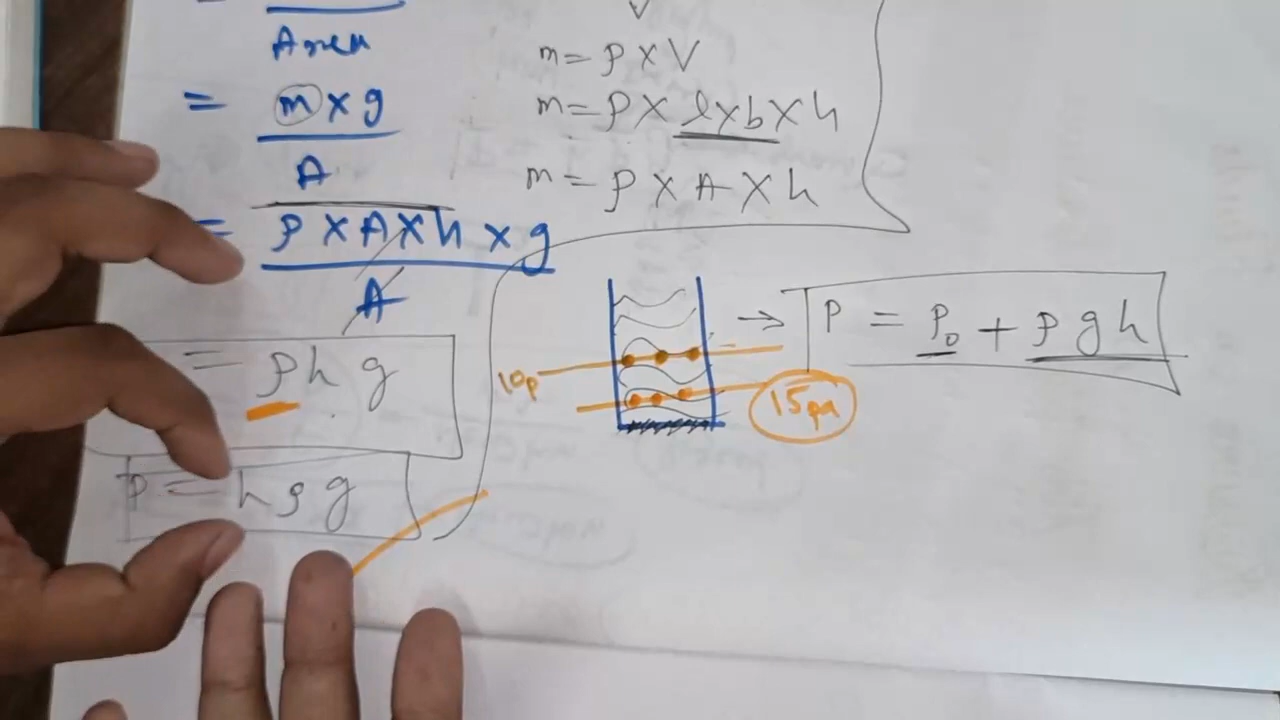 Area
= m x g
A
= ρ x A x h x g
A
= ρ h g
P = h ρ g
m = ρ x V
m = ρ x l x b x h
m = ρ x A x h
→ P = P₀ + ρ g h
10p
15pa